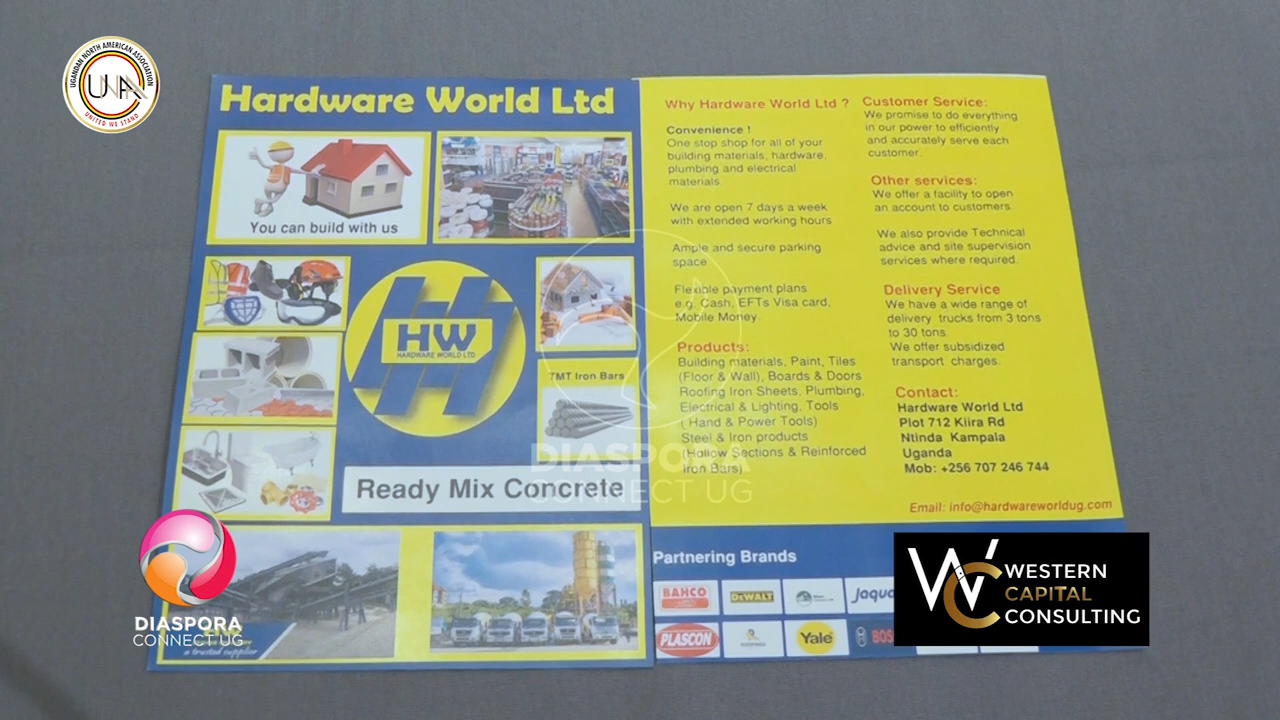 UGANDAN NORTH AMERICAN ASSOCIATION
UNAA
UNITED WE STAND
Hardware World Ltd
You can build with us
HW
HARDWARE WORLD LTD
TMT Iron Bars
Ready Mix Concrete
a trusted supplier
Why Hardware World Ltd ?
Convenience !
One stop shop for all of your
building materials, hardware,
plumbing and electrical
materials.
We are open 7 days a week
with extended working hours
Ample and secure parking
space
Flexible payment plans
e.g. Cash, EFTs Visa card,
Mobile Money.
Products:
Building materials, Paint, Tiles
(Floor & Wall), Boards & Doors
Roofing Iron Sheets, Plumbing,
Electrical & Lighting, Tools
( Hand & Power Tools)
Steel & Iron products
(Hollow Sections & Reinforced
Iron Bars)
Customer Service:
We promise to do everything
in our power to efficiently
and accurately serve each
customer.
Other services:
We offer a facility to open
an account to customers.
We also provide Technical
advice and site supervision
services where required.
Delivery Service
We have a wide range of
delivery trucks from 3 tons
to 30 tons.
We offer subsidized
transport charges.
Contact:
Hardware World Ltd
Plot 712 Kiira Rd
Ntinda Kampala
Uganda
Mob: +256 707 246 744
Email: info@hardwareworldug.com
Partnering Brands
BAHCO
DEWALT
Jaqua
PLASCON
Yale
BOS
DIASPORA
CONNECT UG
DIASPORA
CONNECT UG
WC
WESTERN
CAPITAL
CONSULTING